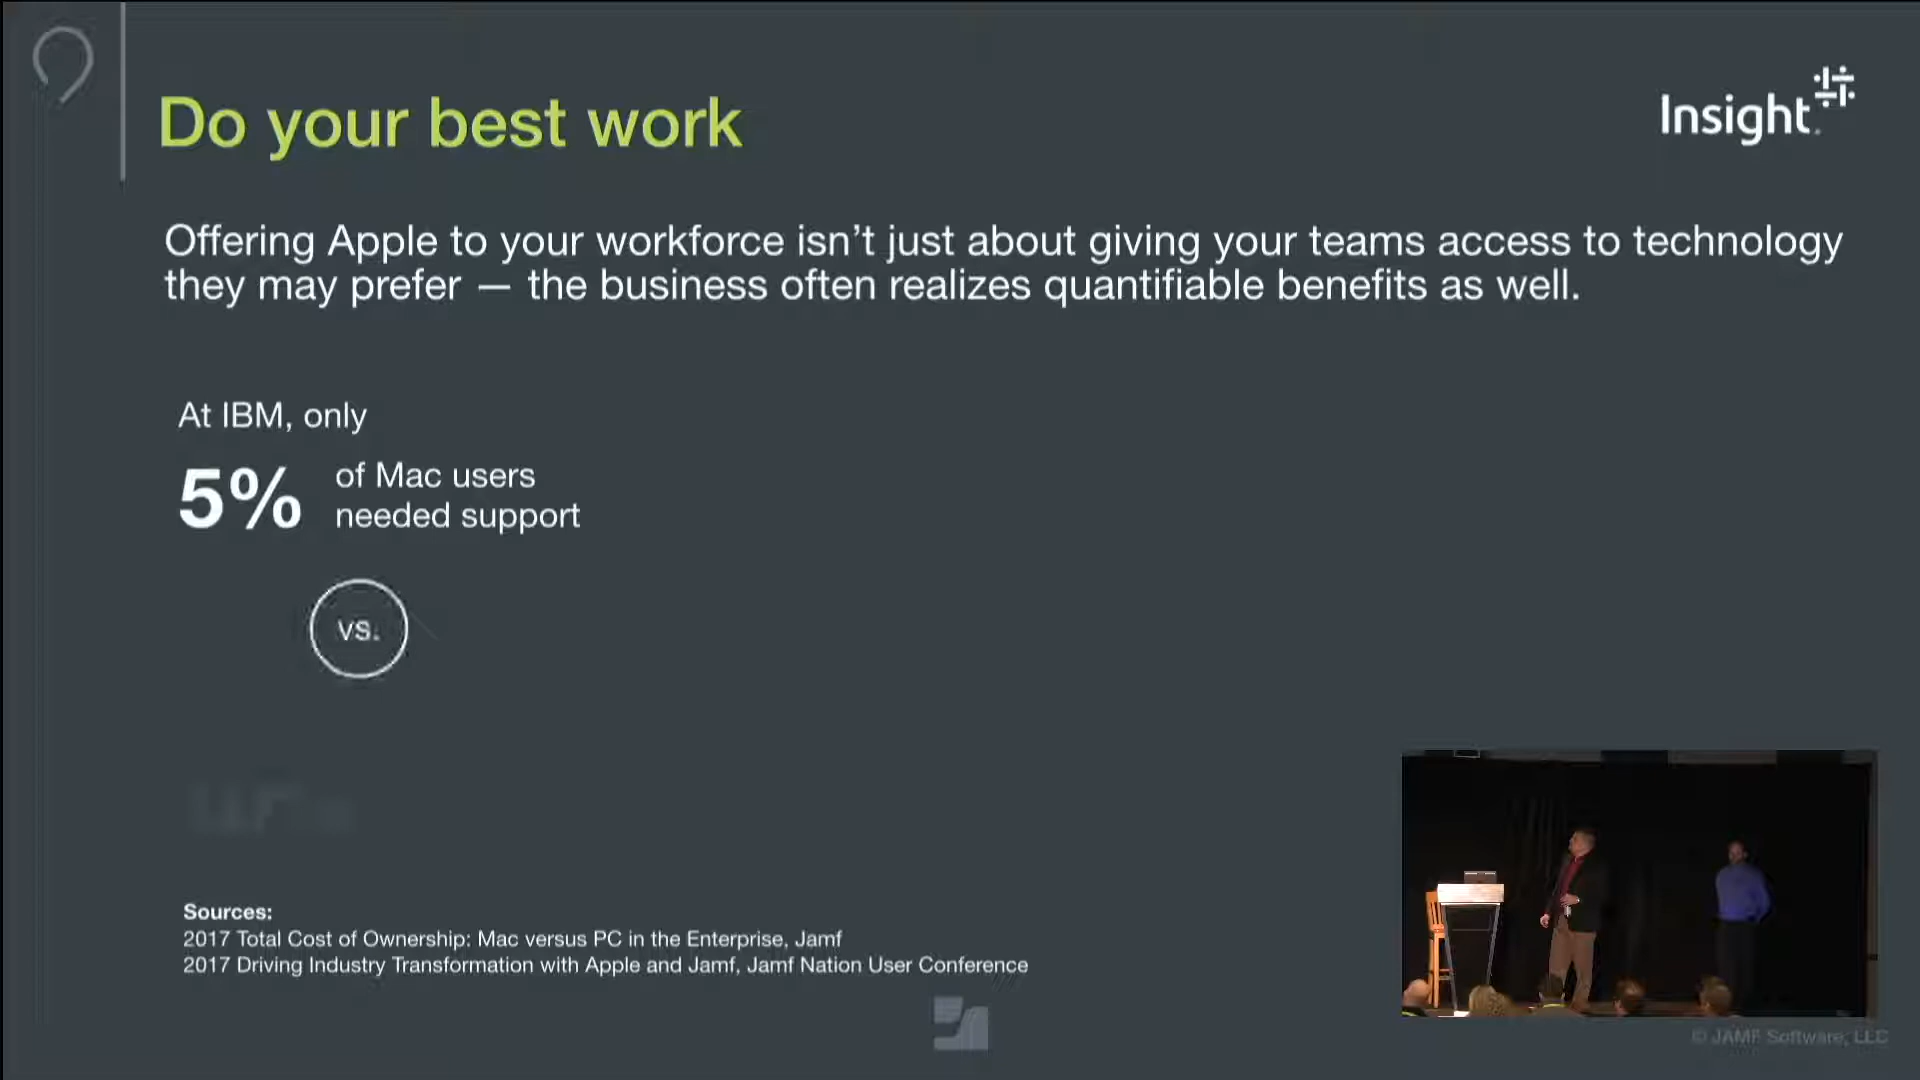 Do your best work
Insight
Offering Apple to your workforce isn’t just about giving your teams access to technology
they may prefer — the business often realizes quantifiable benefits as well.
At IBM, only
5%
of Mac users
needed support
vs.
Sources:
2017 Total Cost of Ownership: Mac versus PC in the Enterprise, Jamf
2017 Driving Industry Transformation with Apple and Jamf, Jamf Nation User Conference
© JAMF Software, LLC